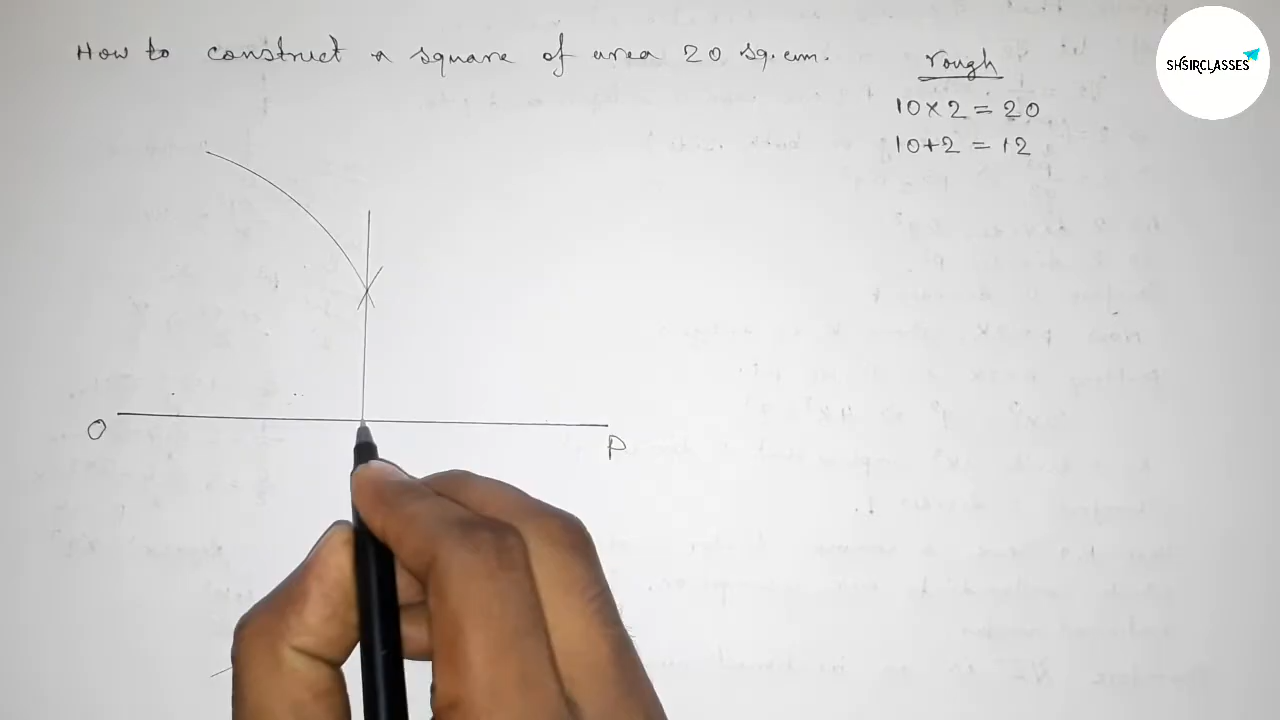 How to construct a square of area 20 sq.cm.
rough
10×2 = 20
10+2 = 12
SHSIRCLASSES
O
P